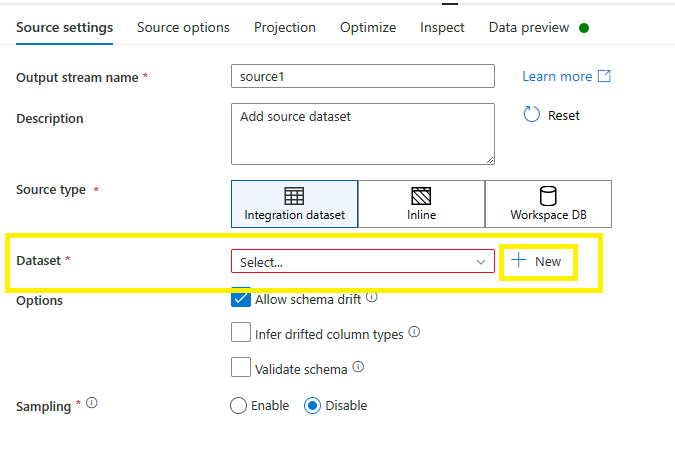 Source settings Source options Projection Optimize Inspect Data preview
Output stream name * source1 Learn more
Description Add source dataset Reset
Source type * Integration dataset Inline Workspace DB
Dataset * Select... + New
Options Allow schema drift
Infer drifted column types
Validate schema
Sampling * Enable Disable